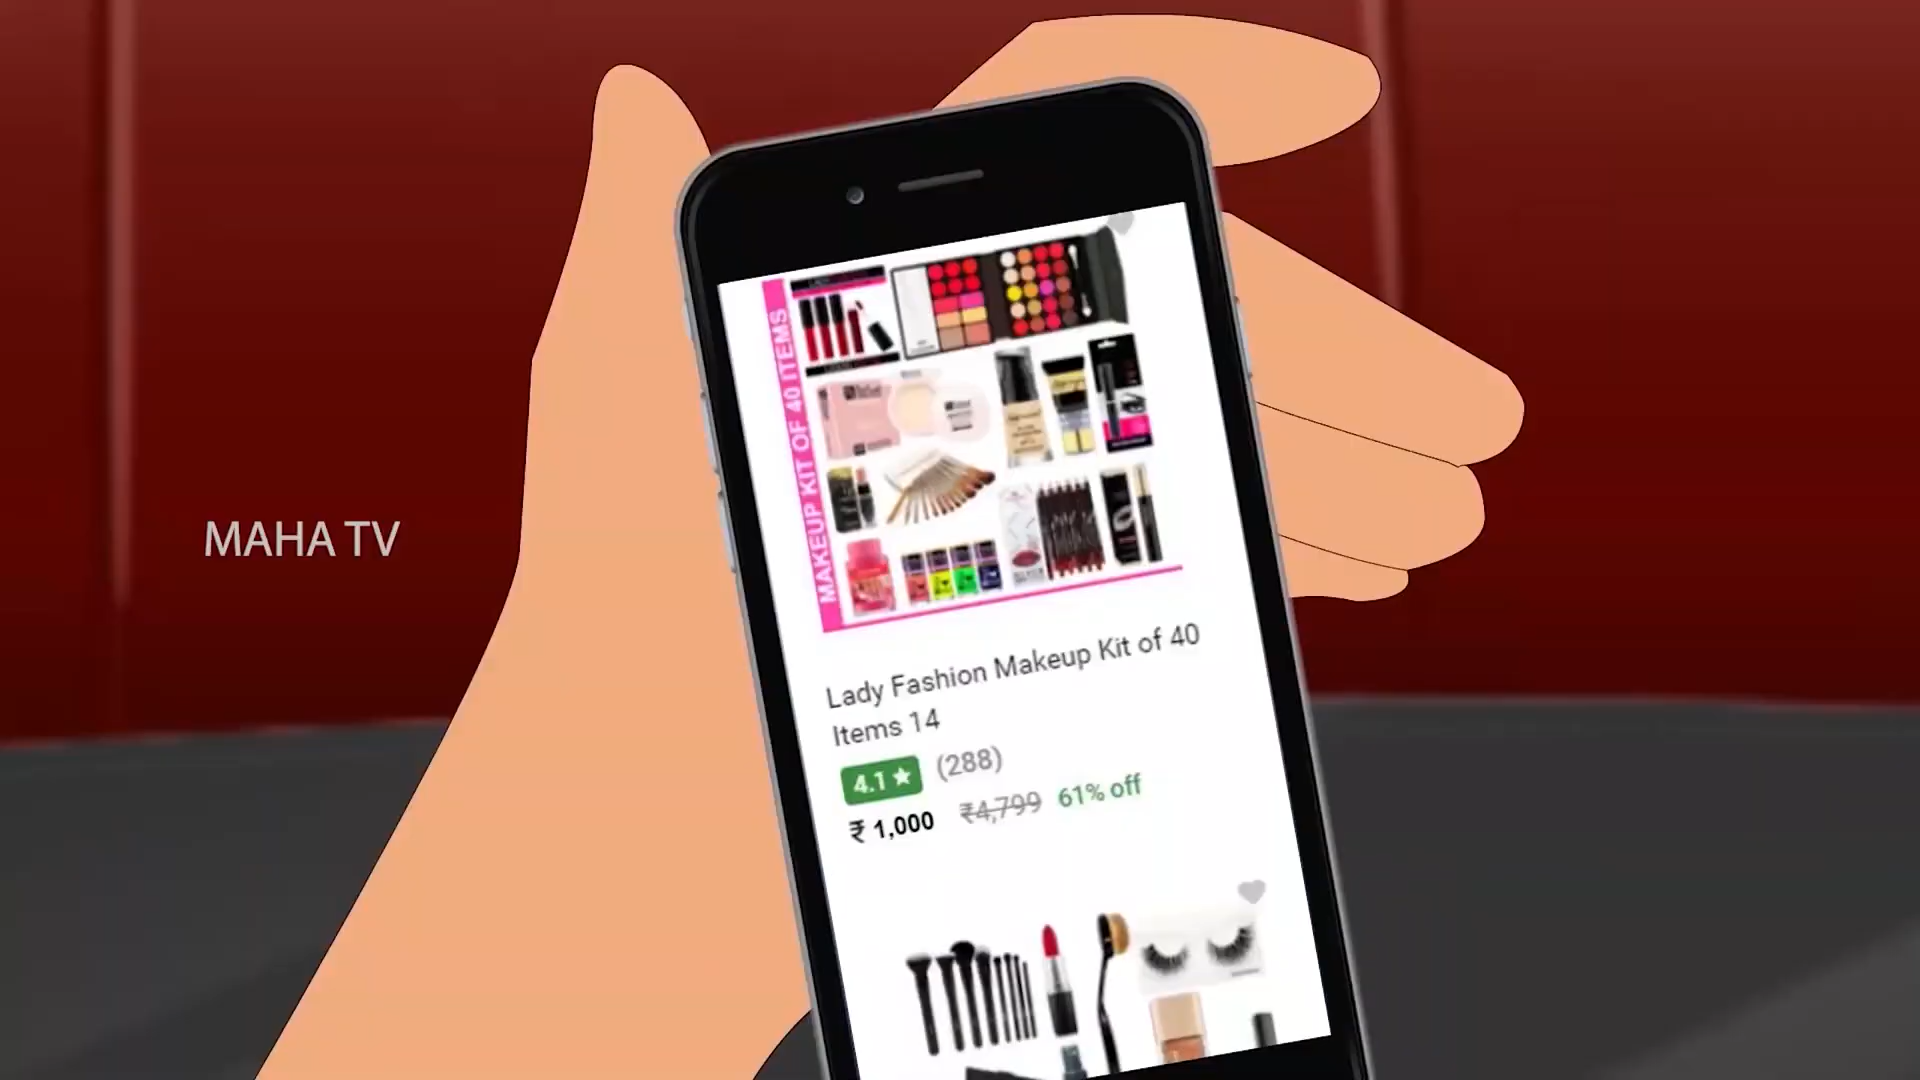 MAHA TV
MAKEUP KIT OF 40 ITEMS
Lady Fashion Makeup Kit of 40
Items 14
4.1★ (288)
₹ 1,000 ₹4,799 61% off